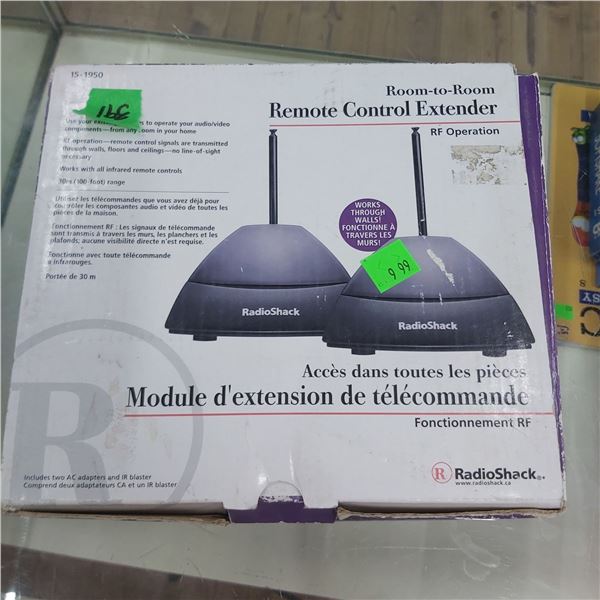 15-1950
Room-to-Room
Remote Control Extender
RF Operation
to operate your audio/video
components—from any room in your home
RF operation—remote control signals are transmitted
through walls, floors and ceilings—no line-of-sight
necessary
Works with all infrared remote controls
30m (100-foot) range
Utilisez les télécommandes que vous avez déjà pour
contrôler les composantes audio et vidéo de toutes les
pièces de la maison.
Fonctionnement RF : Les signaux de télécommande
sont transmis à travers les murs, les planchers et les
plafonds; aucune visibilité directe n'est requise.
Fonctionne avec toute télécommande
à infrarouges.
Portée de 30 m
WORKS
THROUGH
WALLS!
FONCTIONNE À
TRAVERS LES
MURS!
9.99
RadioShack
RadioShack
Accès dans toutes les pièces
Module d'extension de télécommande
Fonctionnement RF
R
Includes two AC adapters and IR blaster
Comprend deux adaptateurs CA et un IR blaster
R RadioShack®
www.radioshack.ca